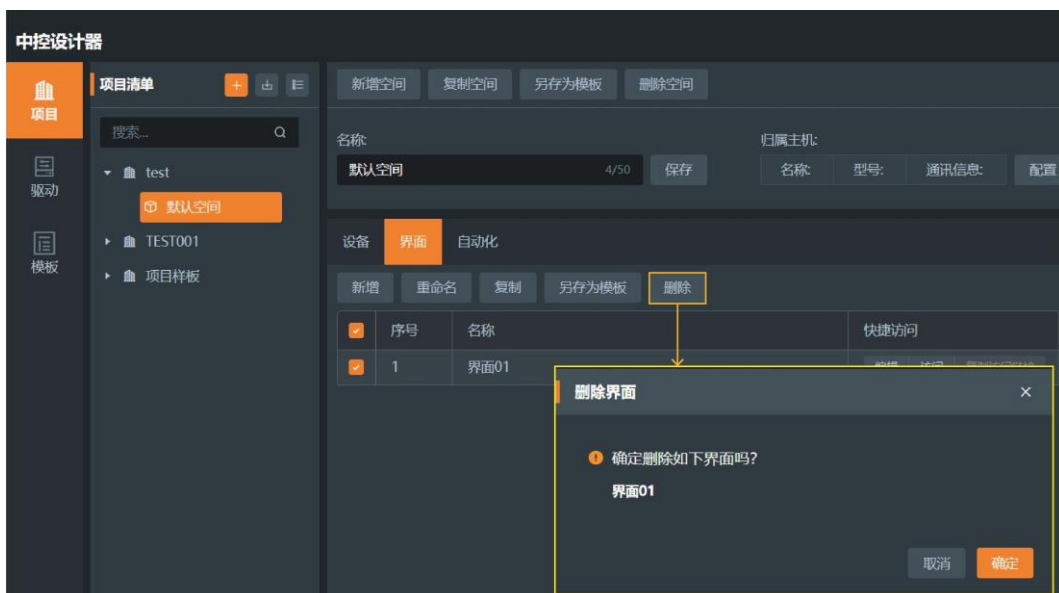 中控设计器
项目
驱动
模板
项目清单
搜索...
test
默认空间
TEST001
项目样板
新增空间 复制空间 另存为模板 删除空间
名称:
默认空间 4/50 保存
归属主机:
名称: 型号: 通讯信息: 配置
设备 界面 自动化
新增 重命名 复制 另存为模板 删除
序号 名称 快捷访问
1 界面01
删除界面
确定删除如下界面吗?
界面01
取消 确定